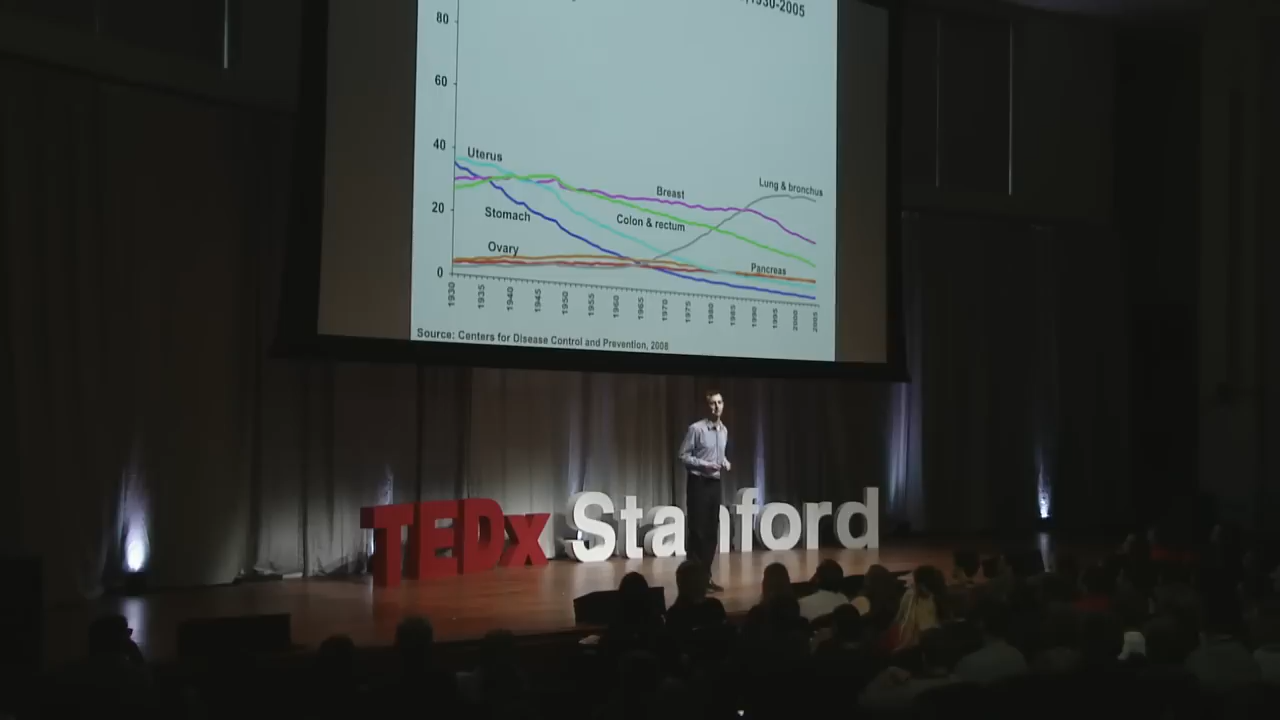 1930-2005
80
60
40
20
0
Uterus
Breast
Lung & bronchus
Stomach
Colon & rectum
Ovary
Pancreas
1930 1935 1940 1945 1950 1955 1960 1965 1970 1975 1980 1985 1990 1995 2000 2005
Source: Centers for Disease Control and Prevention, 2008
TEDx Stanford